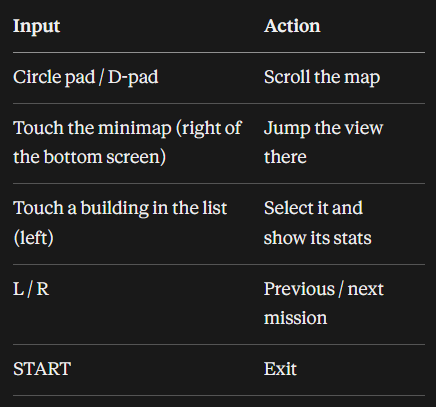 Input Action
Circle pad / D-pad Scroll the map
Touch the minimap (right of Jump the view
the bottom screen) there
Touch a building in the list Select it and
(left) show its stats
L / R Previous / next
mission
START Exit